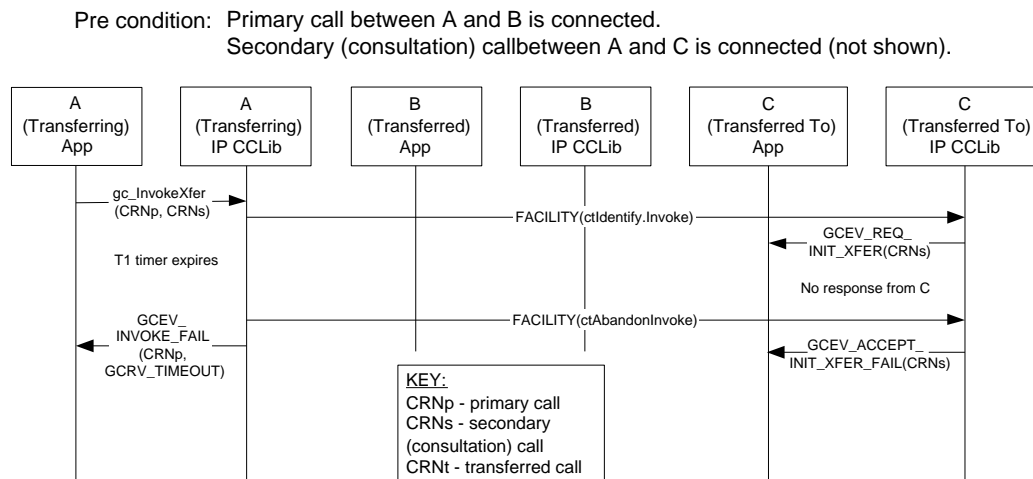 Pre condition: Primary call between A and B is connected.
Secondary (consultation) callbetween A and C is connected (not shown).
A
(Transferring)
App
A
(Transferring)
IP CCLib
B
(Transferred)
App
B
(Transferred)
IP CCLib
C
(Transferred To)
App
C
(Transferred To)
IP CCLib
gc_InvokeXfer
(CRNp, CRNs)
FACILITY(ctIdentify.Invoke)
GCEV_REQ_
INIT_XFER(CRNs)
T1 timer expires
No response from C
GCEV_
INVOKE_FAIL
(CRNp,
GCRV_TIMEOUT)
FACILITY(ctAbandonInvoke)
GCEV_ACCEPT_
INIT_XFER_FAIL(CRNs)
KEY:
CRNp - primary call
CRNs - secondary
(consultation) call
CRNt - transferred call